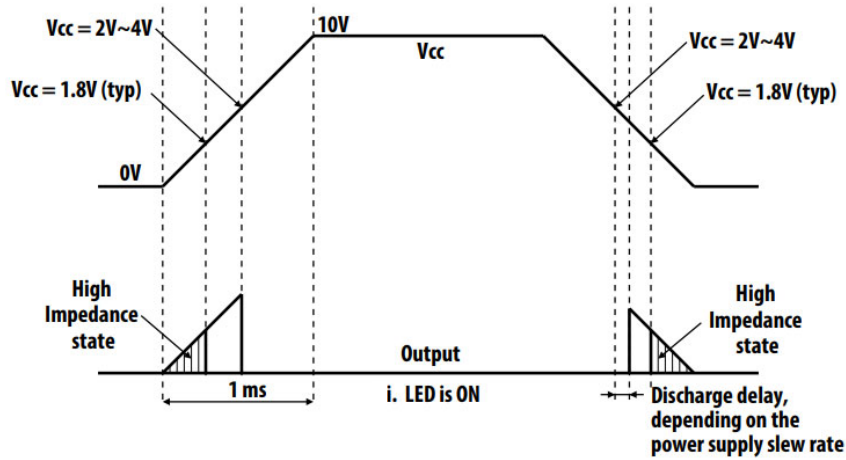 Vcc = 2V~4V
10V
Vcc
Vcc = 2V~4V
Vcc = 1.8V (typ)
Vcc = 1.8V (typ)
0V
High
Impedance
state
High
Impedance
state
Output
1 ms
i. LED is ON
Discharge delay,
depending on the
power supply slew rate